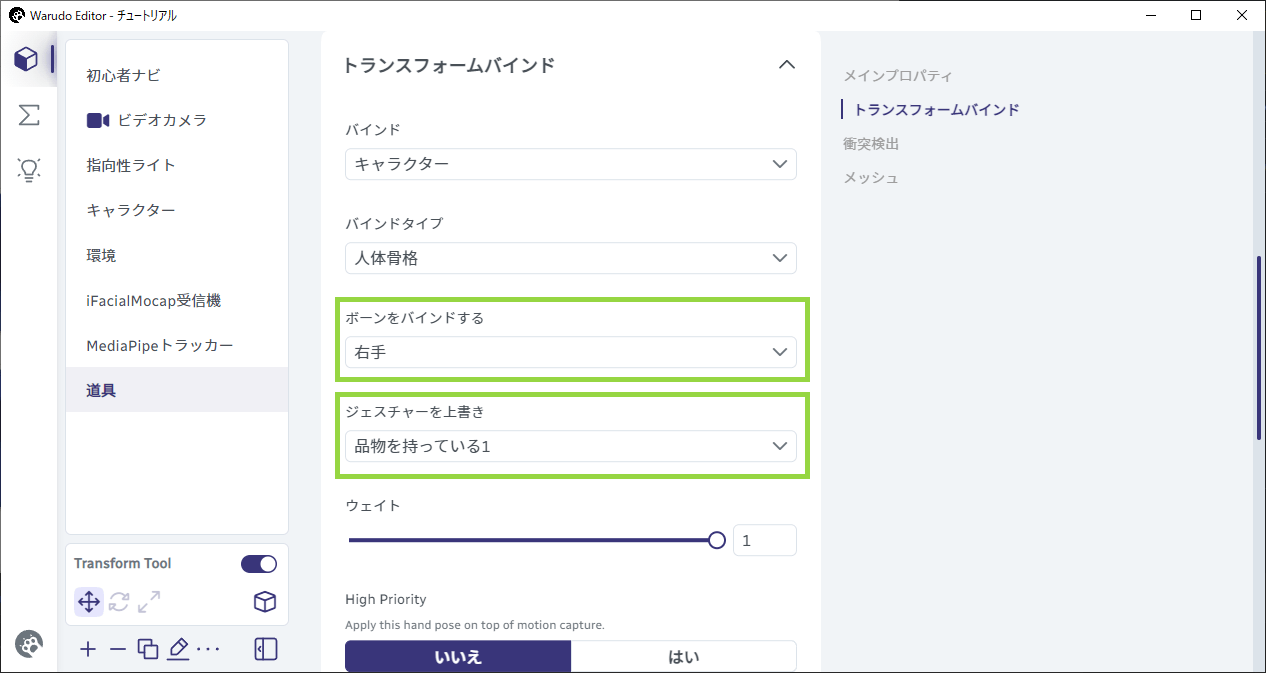 Warudo Editor - チュートリアル
初心者ナビ
ビデオカメラ
指向性ライト
キャラクター
環境
iFacialMocap受信機
MediaPipeトラッカー
道具
Transform Tool
トランスフォームバインド
バインド
キャラクター
バインドタイプ
人体骨格
ボーンをバインドする
右手
ジェスチャーを上書き
品物を持っている1
ウェイト
1
High Priority
Apply this hand pose on top of motion capture.
いいえ
はい
メインプロパティ
トランスフォームバインド
衝突検出
メッシュ